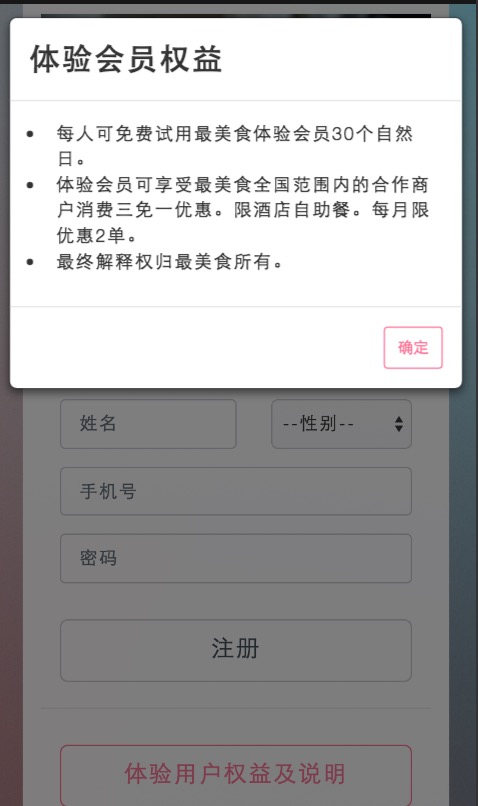 体验会员权益
每人可免费试用最美食体验会员30个自然
日。
体验会员可享受最美食全国范围内的合作商
户消费三免一优惠。限酒店自助餐。每月限
优惠2单。
最终解释权归最美食所有。
确定
姓名
--性别--
手机号
密码
注册
体验用户权益及说明